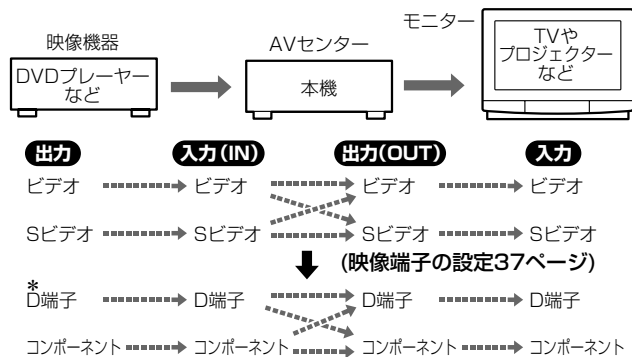 映像機器
AVセンター
モニター
DVDプレーヤー
など
本機
TVや
プロジェクター
など
出力 入力(IN) 出力(OUT) 入力
ビデオ ビデオ ビデオ ビデオ
Sビデオ Sビデオ Sビデオ Sビデオ
(映像端子の設定37ページ)
*
D端子 D端子 D端子 D端子
コンポーネント コンポーネント コンポーネント コンポーネント